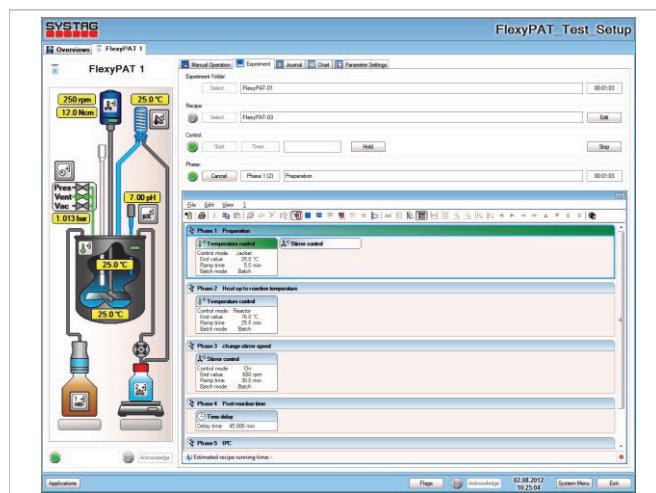 SYSTAG
FlexyPAT_Test_Setup
Overviews FlexyPAT 1
FlexyPAT 1
250 rpm
12.0 Ncm
25.0 °C
Pres
Vent
Vac
1.013 bar
7.00 pH
pX
25.0 °C
25.0 °C
Acknowledge
Manual Operation Experiment Journal Chart Parameter Settings
Experiment Folder:
Select... FlexyPAT-01 00:01:03
Recipe:
Select... FlexyPAT-03 Edit
Control:
Start Timer... Hold Stop
Phase:
Cancel Phase 1 (2) Preparation 00:01:03
File Edit View ?
Phase 1 Preparation
Temperature control Stirrer control
Control mode Jacket
End value 25.0 °C
Ramp time 5.0 min
Batch mode Batch
Phase 2 Heat up to reaction temperature
Temperature control
Control mode Reactor
End value 76.0 °C
Ramp time 25.0 min
Batch mode Batch
Phase 3 change stirrer speed
Stirrer control
Control mode On
End value 650 rpm
Ramp time 30.0 min
Batch mode Batch
Phase 4 Post-reaction time
Time delay
Delay time 45.000 min
Phase 5 IPC
Estimated recipe running time: -
Applications Flags Acknowledge 02.08.2012 System Menu Exit
10:25:04